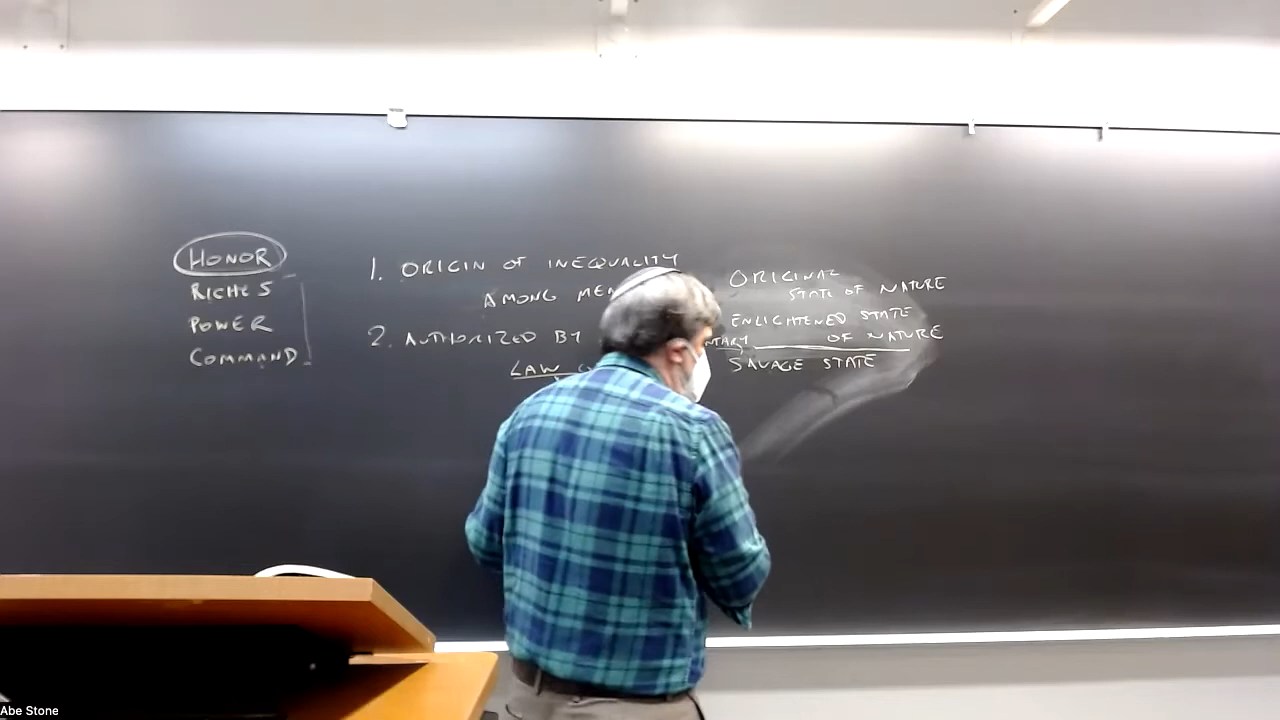 HONOR
RICHES
POWER
COMMAND
1. ORIGIN OF INEQUALITY
AMONG MEN
2. AUTHORIZED BY
LAW
ORIGINAL
STATE OF NATURE
ENLIGHTENED STATE
OF NATURE
SAVAGE STATE
Abe Stone